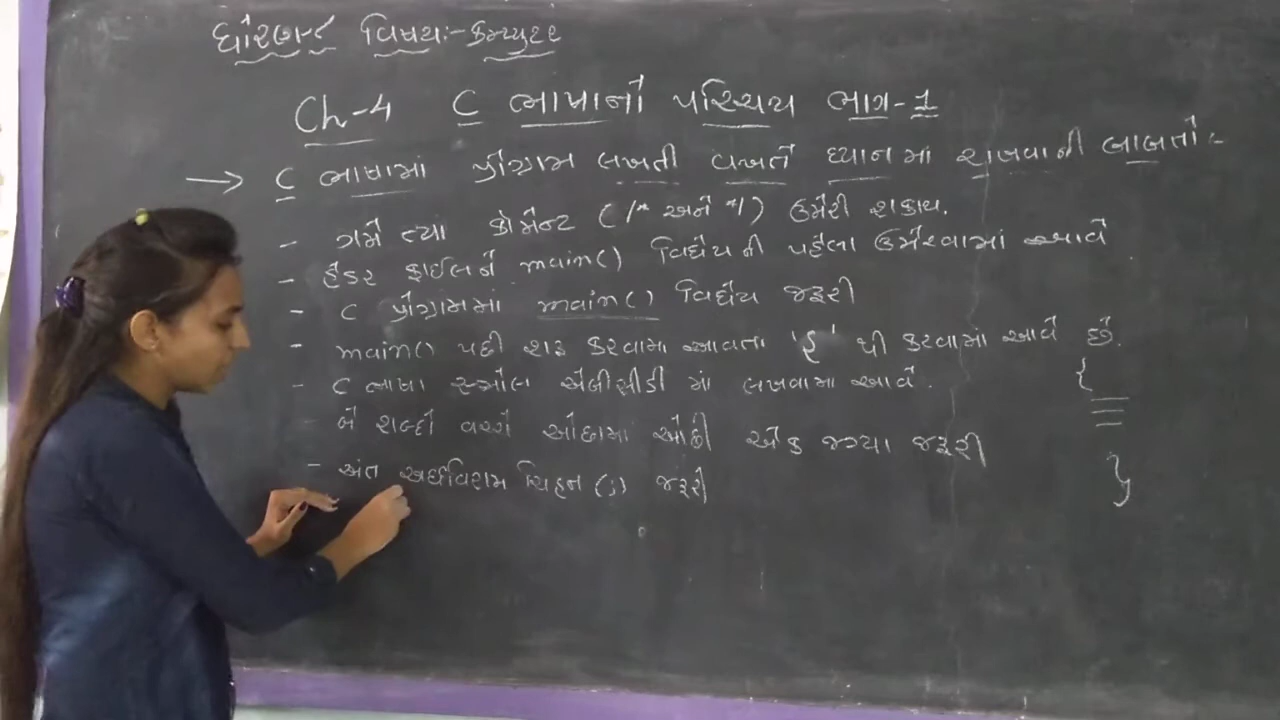 ધોરણ:-૬ વિષય:-કમ્પ્યુટર
Ch-4 C ભાષાનો પરિચય ભાગ-1
→ C ભાષામાં પ્રોગ્રામ લખતી વખતે ધ્યાનમાં રાખવાની બાબતો :-
- ગમે ત્યાં કોમેન્ટ (/* અને */) ઉમેરી શકાય.
- હેડર ફાઈલને main() વિધેયની પહેલા ઉમેરવામાં આવે
- C પ્રોગ્રામમાં main() વિધેય જરૂરી
- main() પછી શરૂ કરવામા આવતા '{' થી કરવામાં આવે છે.
- C ભાષા સ્મોલ એબીસીડી માં લખવામા આવે.
- બે શબ્દો વચ્ચે ઓછામા ઓછી એક જગ્યા જરૂરી
- અંત અર્ધવિરામ ચિહન (;) જરૂરી
{
}